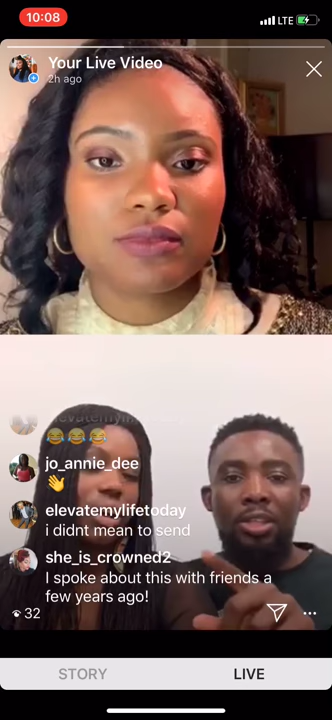 10:08
LTE
Your Live Video
2h ago
elevatemylif
😂😂😂
jo_annie_dee
👋
elevatemylifetoday
i didnt mean to send
she_is_crowned2
I spoke about this with friends a
few years ago!
32
STORY
LIVE